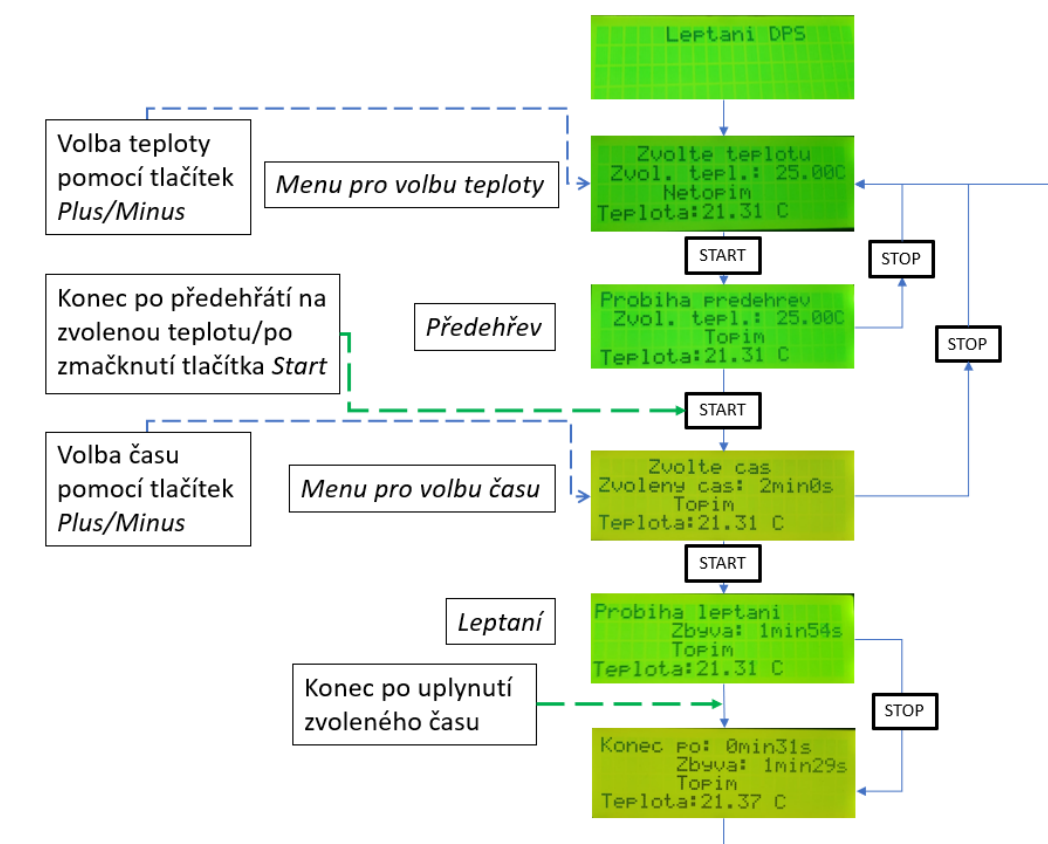 Leptani DPS
Volba teploty
pomocí tlačítek
Plus/Minus
Menu pro volbu teploty
Zvolte teplotu
Zvol. tepl.: 25.00C
Netopim
Teplota:21.31 C
START
STOP
Konec po předehřátí na
zvolenou teplotu/po
zmačknutí tlačítka Start
Předehřev
Probiha predehrev
Zvol. tepl.: 25.00C
Topim
Teplota:21.31 C
STOP
START
Volba času
pomocí tlačítek
Plus/Minus
Menu pro volbu času
Zvolte cas
Zvoleny cas: 2min0s
Topim
Teplota:21.31 C
START
Leptaní
Probiha leptani
Zbyva: 1min54s
Topim
Teplota:21.31 C
Konec po uplynutí
zvoleného času
STOP
Konec po: 0min31s
Zbyva: 1min29s
Topim
Teplota:21.37 C